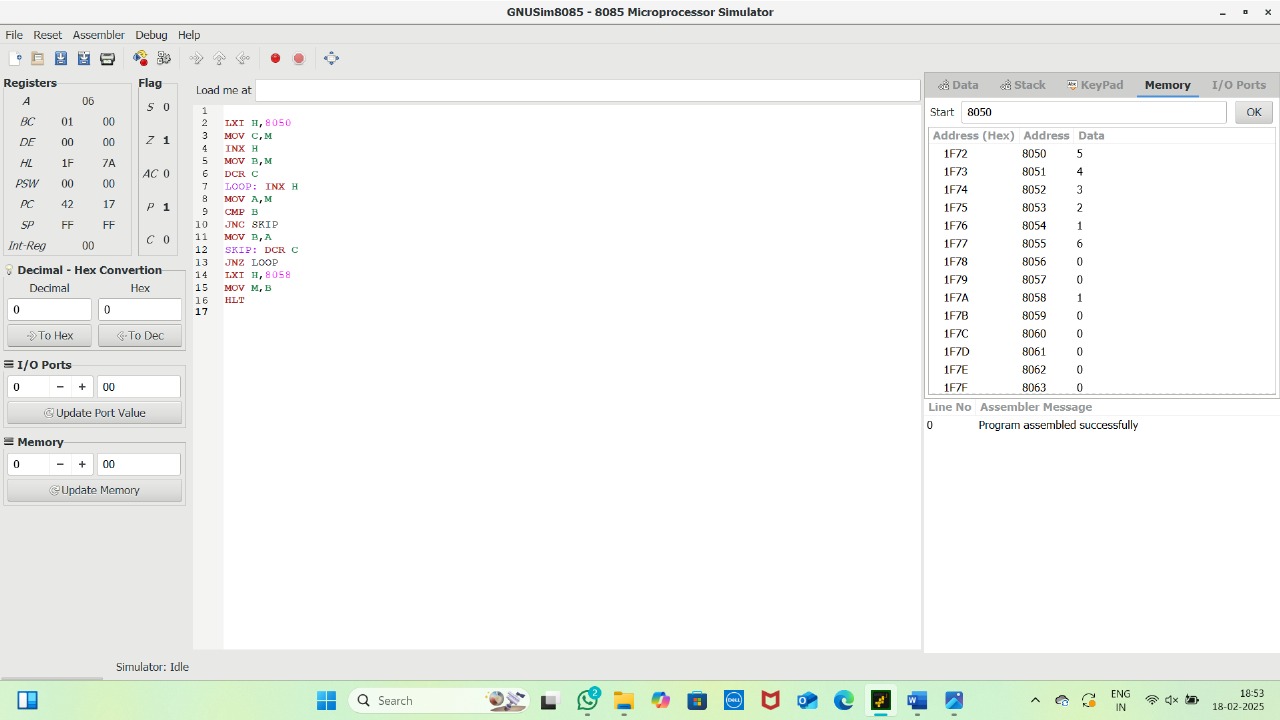 GNUSim8085 - 8085 Microprocessor Simulator
File Reset Assembler Debug Help
Registers
A 06
BC 01 00
DE 00 00
HL 1F 7A
PSW 00 00
PC 42 17
SP FF FF
Int-Reg 00
Flag
S 0
Z 1
AC 0
P 1
C 0
Decimal - Hex Convertion
Decimal Hex
0 0
To Hex To Dec
I/O Ports
0 − + 00
Update Port Value
Memory
0 − + 00
Update Memory
Load me at
1
2 LXI H,8050
3 MOV C,M
4 INX H
5 MOV B,M
6 DCR C
7 LOOP: INX H
8 MOV A,M
9 CMP B
10 JNC SKIP
11 MOV B,A
12 SKIP: DCR C
13 JNZ LOOP
14 LXI H,8058
15 MOV M,B
16 HLT
17
Data Stack KeyPad Memory I/O Ports
Start 8050 OK
Address (Hex) Address Data
1F72 8050 5
1F73 8051 4
1F74 8052 3
1F75 8053 2
1F76 8054 1
1F77 8055 6
1F78 8056 0
1F79 8057 0
1F7A 8058 1
1F7B 8059 0
1F7C 8060 0
1F7D 8061 0
1F7E 8062 0
1F7F 8063 0
Line No Assembler Message
0 Program assembled successfully
Simulator: Idle
Search
2
DELL
ENG
IN
18:53
18-02-2025